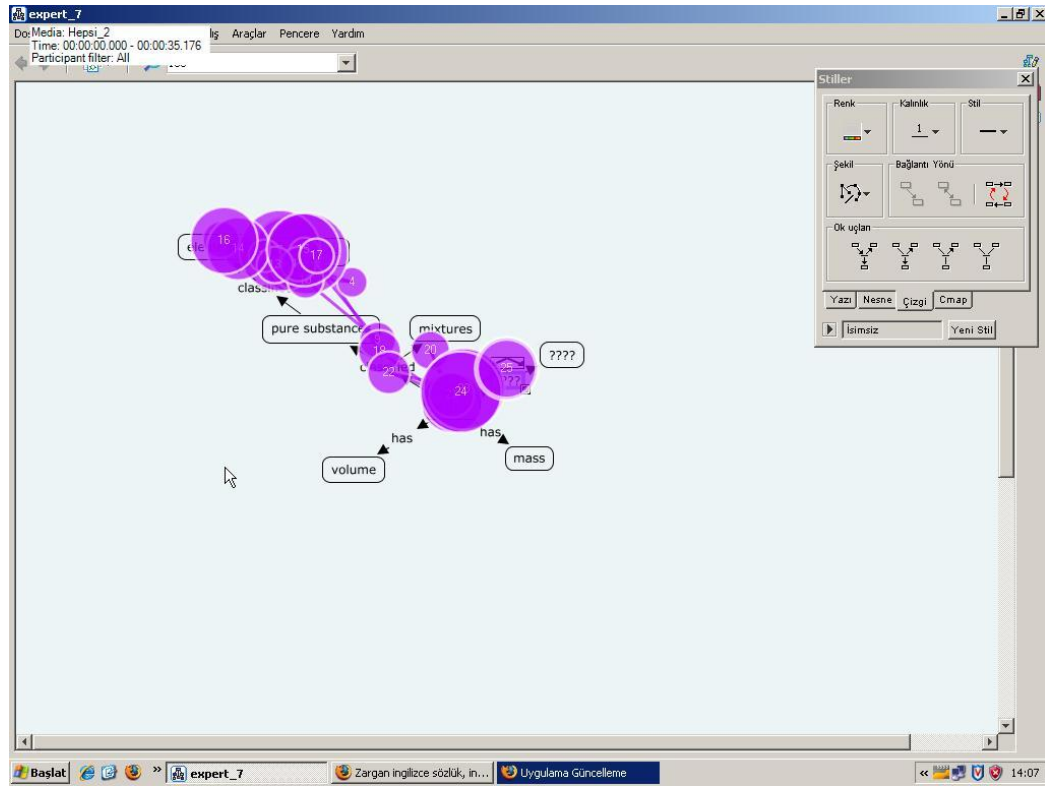 expert_7
Media: Hepsi_2
Time: 00:00:00.000 - 00:00:35.176
Participant filter: All
Araçlar Pencere Yardım
Stiller
Renk Kalınlık Stil
1
Şekil Bağlantı Yönü
Ok uçları
Yazı Nesne Çizgi Cmap
İsimsiz Yeni Stil
16
17
4
pure substance
mixtures
????
19 20
22
24
25
has
has
volume
mass
Başlat
expert_7
Zargan ingilizce sözlük, in...
Uygulama Güncelleme
14:07